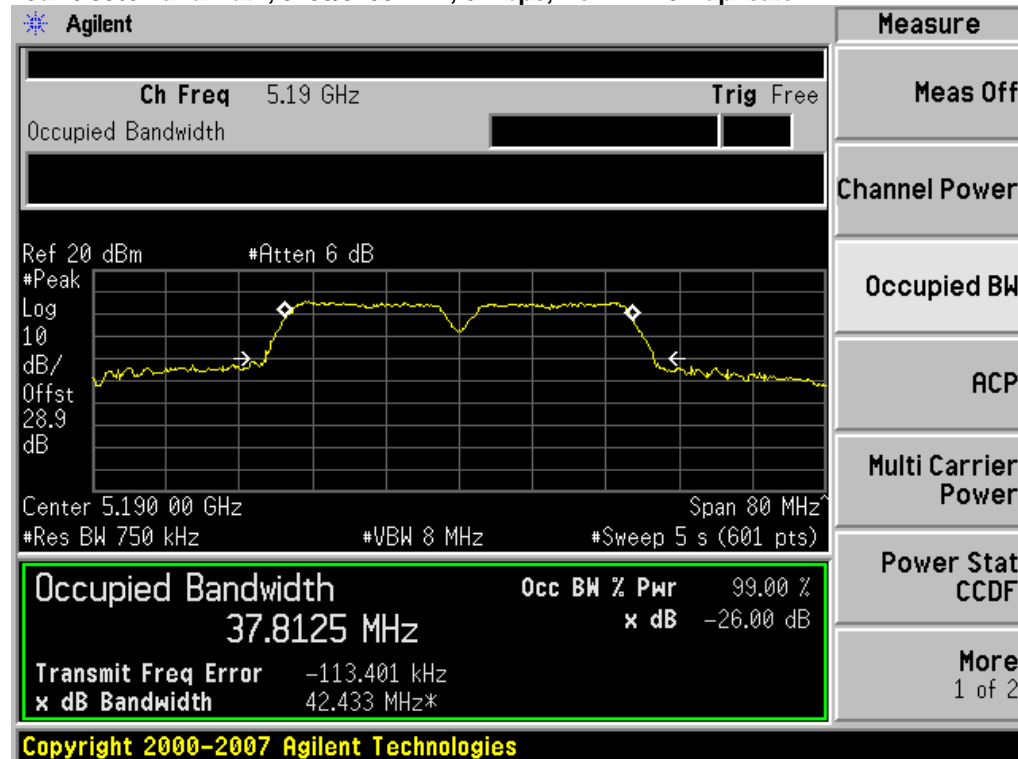 Agilent
Measure
Ch Freq 5.19 GHz Trig Free
Occupied Bandwidth
Meas Off
Channel Power
Occupied BW
ACP
Multi Carrier
Power
Power Stat
CCDF
More
1 of 2
Ref 20 dBm #Atten 6 dB
#Peak
Log
10
dB/
Offst
28.9
dB
Center 5.190 00 GHz Span 80 MHz^
#Res BW 750 kHz #VBW 8 MHz #Sweep 5 s (601 pts)
Occupied Bandwidth Occ BW % Pwr 99.00 %
37.8125 MHz x dB -26.00 dB
Transmit Freq Error -113.401 kHz
x dB Bandwidth 42.433 MHz*
Copyright 2000-2007 Agilent Technologies